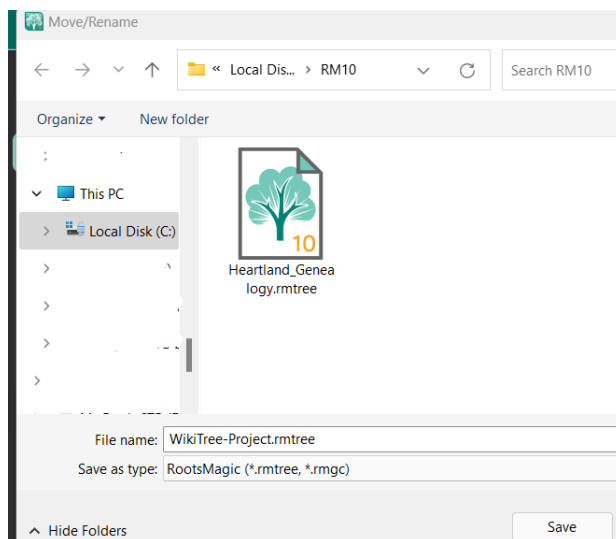 Move/Rename
« Local Dis... > RM10
Search RM10
Organize
New folder
This PC
Local Disk (C:)
10
Heartland_Genea
logy.rmtree
File name: WikiTree-Project.rmtree
Save as type: RootsMagic (*.rmtree, *.rmgc)
Hide Folders
Save